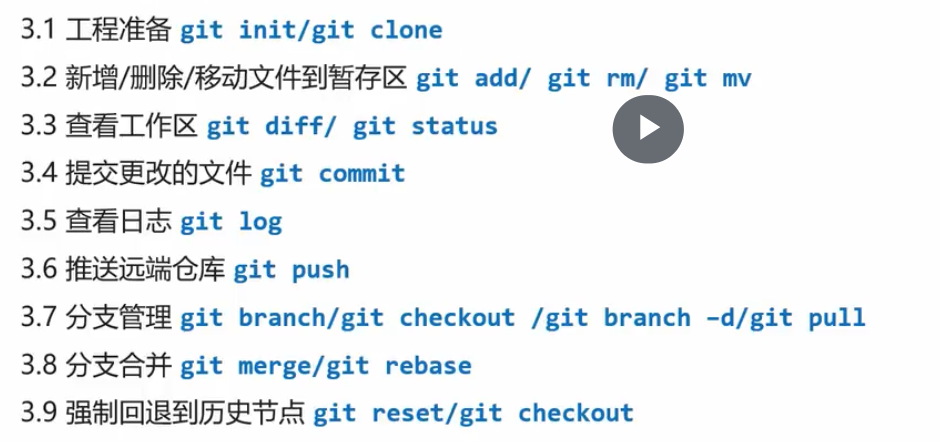 3.1 工程准备 git init/git clone
3.2 新增/删除/移动文件到暂存区 git add/ git rm/ git mv
3.3 查看工作区 git diff/ git status
3.4 提交更改的文件 git commit
3.5 查看日志 git log
3.6 推送远端仓库 git push
3.7 分支管理 git branch/git checkout /git branch –d/git pull
3.8 分支合并 git merge/git rebase
3.9 强制回退到历史节点 git reset/git checkout